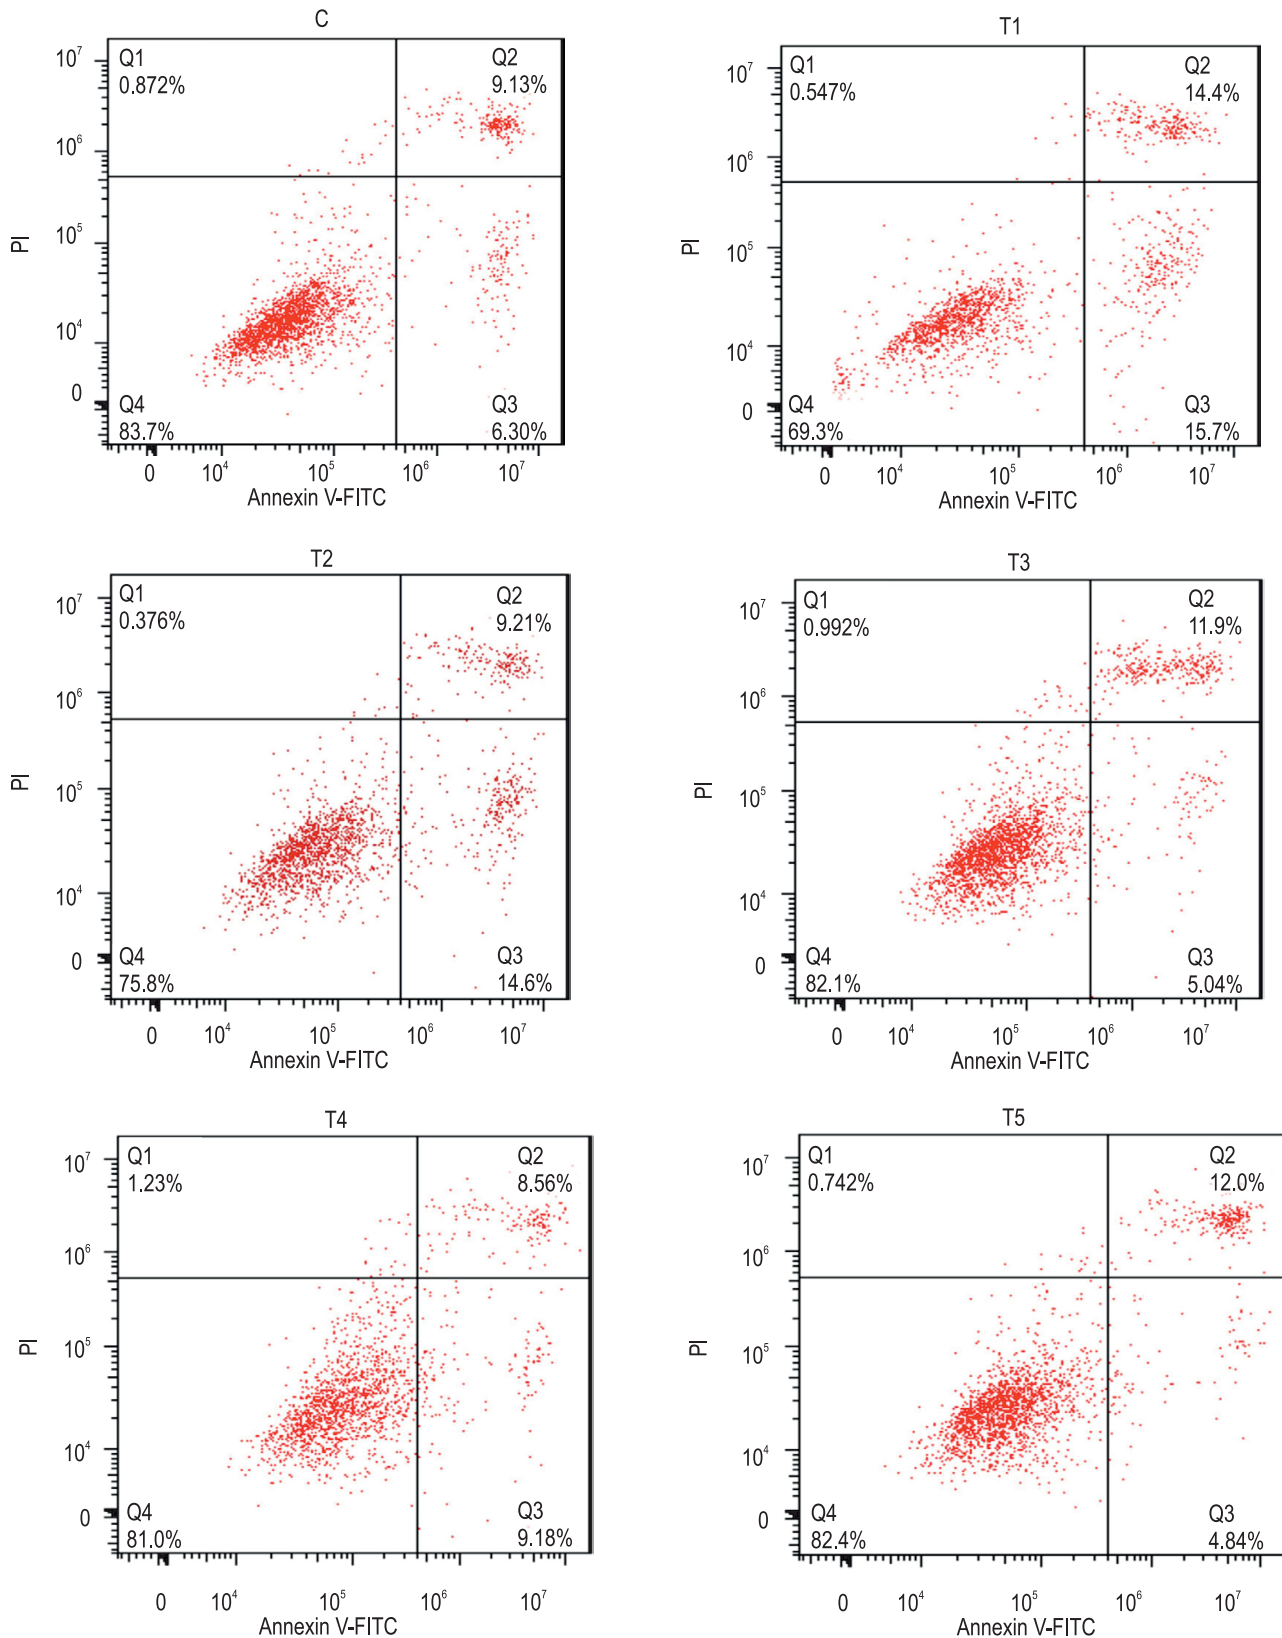 C
Q1
0.872%
Q2
9.13%
Q4
83.7%
Q3
6.30%
10⁷
10⁶
10⁵
10⁴
0
PI
0 10⁴ 10⁵ 10⁶ 10⁷
Annexin V-FITC
T1
Q1
0.547%
Q2
14.4%
Q4
69.3%
Q3
15.7%
10⁷
10⁶
10⁵
10⁴
0
PI
0 10⁴ 10⁵ 10⁶ 10⁷
Annexin V-FITC
T2
Q1
0.376%
Q2
9.21%
Q4
75.8%
Q3
14.6%
10⁷
10⁶
10⁵
10⁴
0
PI
0 10⁴ 10⁵ 10⁶ 10⁷
Annexin V-FITC
T3
Q1
0.992%
Q2
11.9%
Q4
82.1%
Q3
5.04%
10⁷
10⁶
10⁵
10⁴
0
PI
0 10⁴ 10⁵ 10⁶ 10⁷
Annexin V-FITC
T4
Q1
1.23%
Q2
8.56%
Q4
81.0%
Q3
9.18%
10⁷
10⁶
10⁵
10⁴
0
PI
0 10⁴ 10⁵ 10⁶ 10⁷
Annexin V-FITC
T5
Q1
0.742%
Q2
12.0%
Q4
82.4%
Q3
4.84%
10⁷
10⁶
10⁵
10⁴
0
PI
0 10⁴ 10⁵ 10⁶ 10⁷
Annexin V-FITC